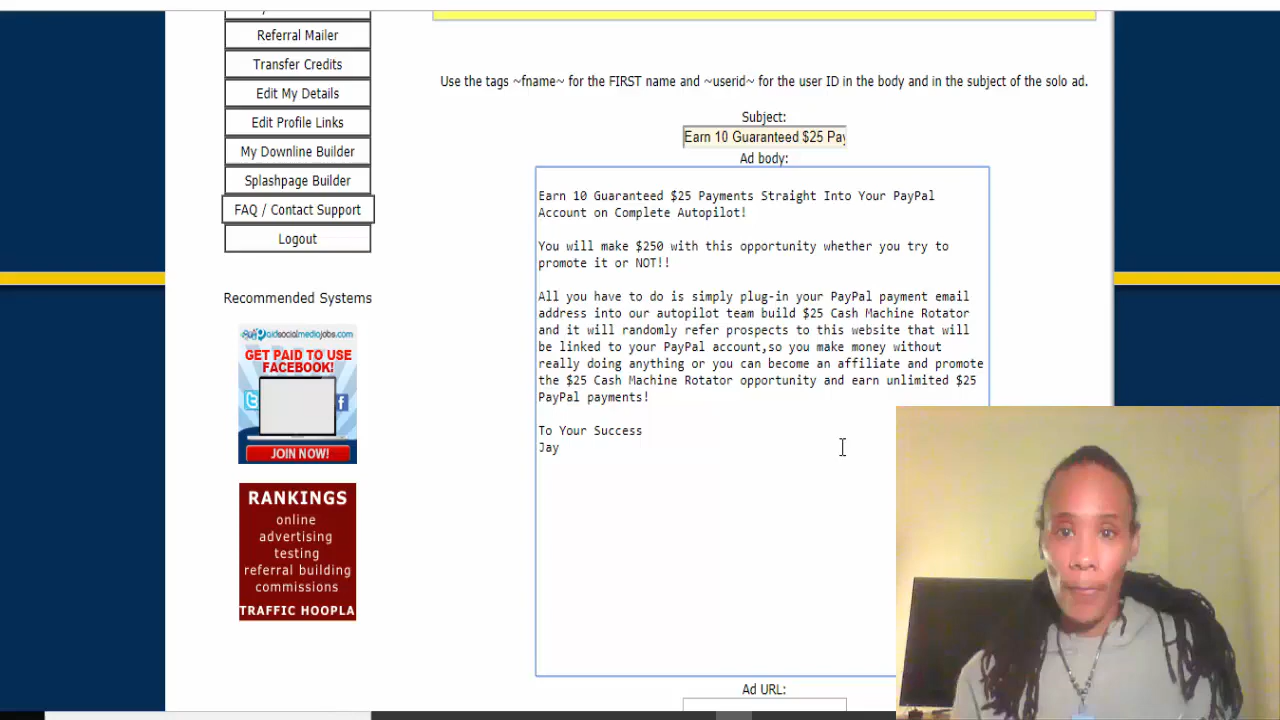 Referral Mailer
Transfer Credits
Edit My Details
Edit Profile Links
My Downline Builder
Splashpage Builder
FAQ / Contact Support
Logout
Recommended Systems
aidsocialmediajobs.com
GET PAID TO USE
FACEBOOK!
JOIN NOW!
RANKINGS
online
advertising
testing
referral building
commissions
TRAFFIC HOOPLA
Use the tags ~fname~ for the FIRST name and ~userid~ for the user ID in the body and in the subject of the solo ad.
Subject:
Earn 10 Guaranteed $25 Pay
Ad body:
Earn 10 Guaranteed $25 Payments Straight Into Your PayPal
Account on Complete Autopilot!
You will make $250 with this opportunity whether you try to
promote it or NOT!!
All you have to do is simply plug-in your PayPal payment email
address into our autopilot team build $25 Cash Machine Rotator
and it will randomly refer prospects to this website that will
be linked to your PayPal account,so you make money without
really doing anything or you can become an affiliate and promote
the $25 Cash Machine Rotator opportunity and earn unlimited $25
PayPal payments!
To Your Success
Jay
Ad URL: